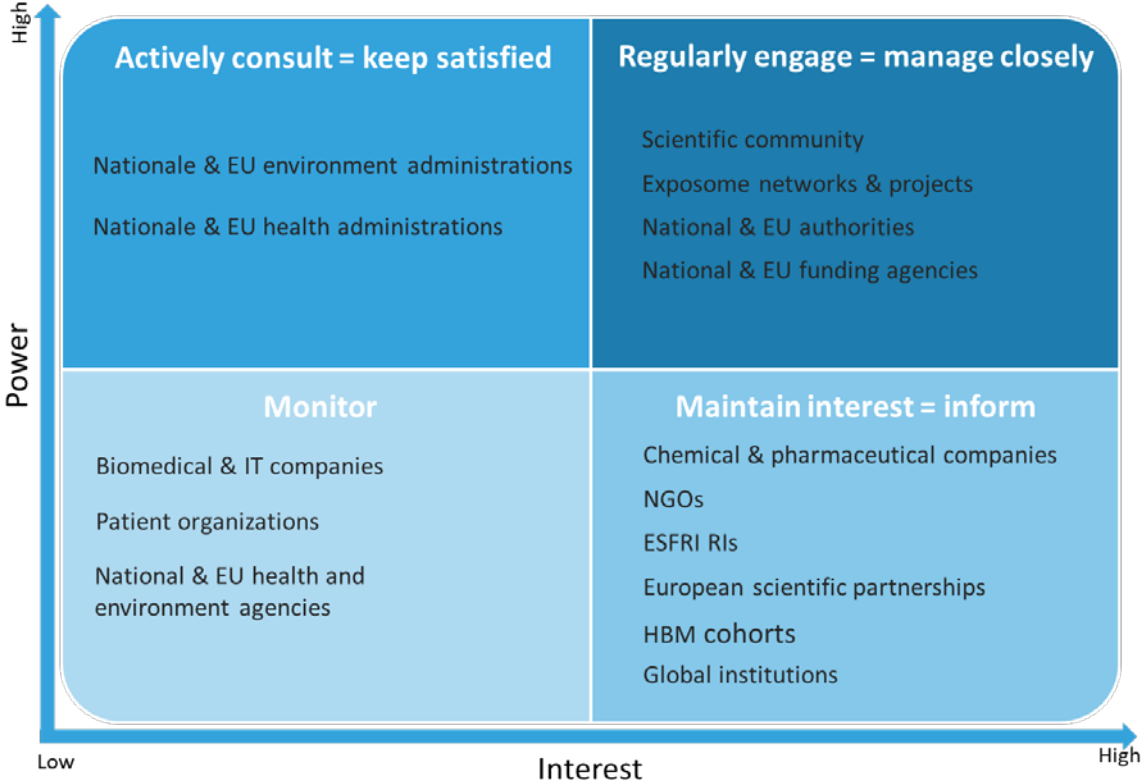 High
Actively consult = keep satisfied
Nationale & EU environment administrations
Nationale & EU health administrations
Regularly engage = manage closely
Scientific community
Exposome networks & projects
National & EU authorities
National & EU funding agencies
Power
Monitor
Biomedical & IT companies
Patient organizations
National & EU health and
environment agencies
Maintain interest = inform
Chemical & pharmaceutical companies
NGOs
ESFRI RIs
European scientific partnerships
HBM cohorts
Global institutions
Low
Interest
High